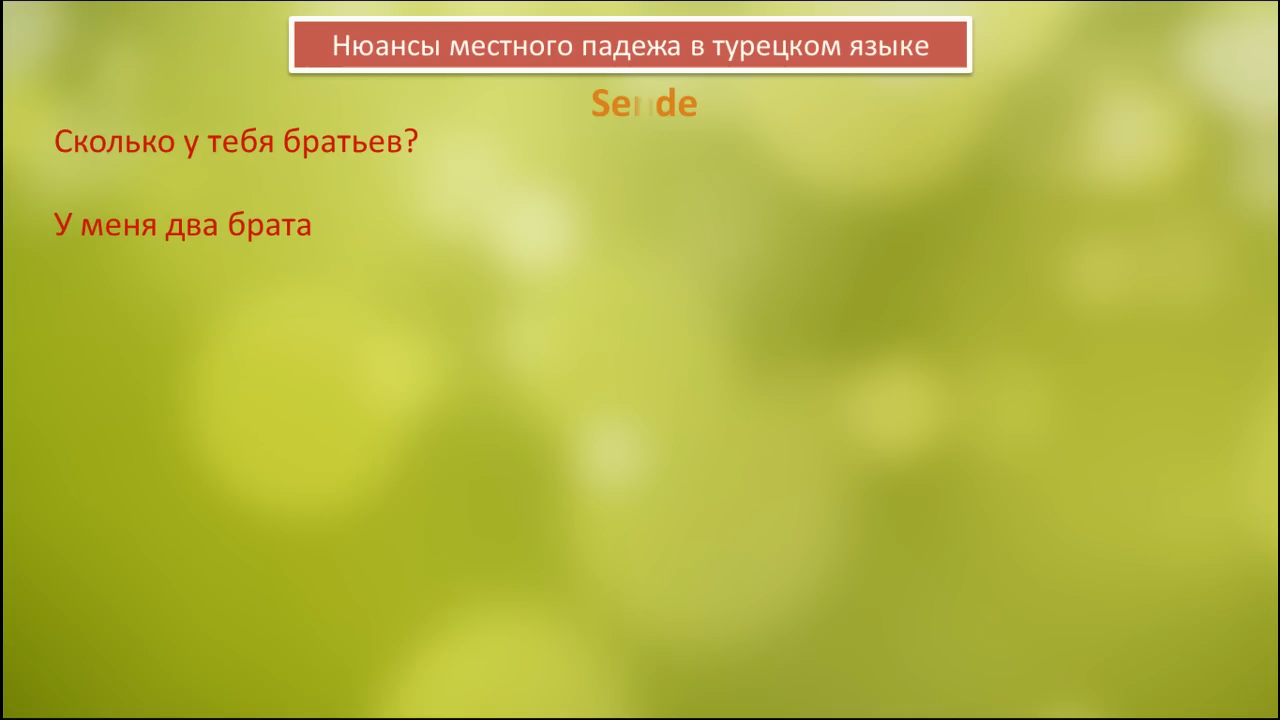 Нюансы местного падежа в турецком языке
Sende
Сколько у тебя братьев?
У меня два брата